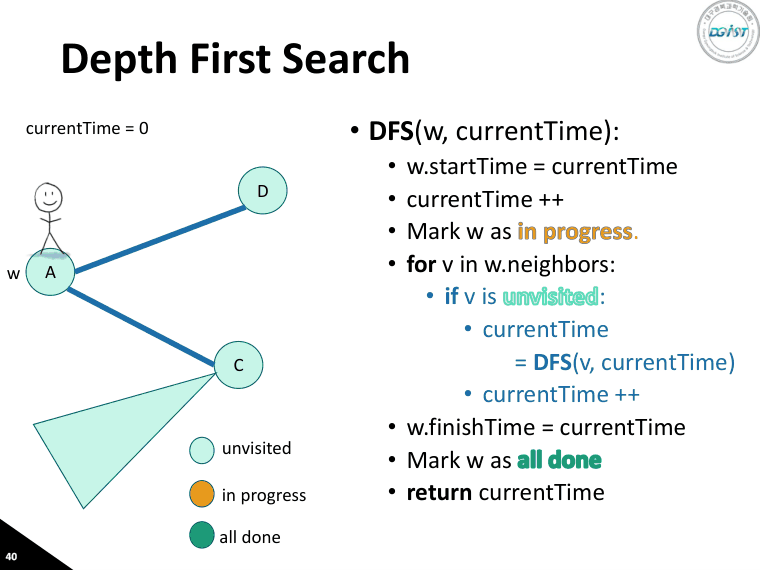 DGIST
Depth First Search
currentTime = 0
D
w
A
C
unvisited
in progress
all done
• DFS(w, currentTime):
• w.startTime = currentTime
• currentTime ++
• Mark w as in progress.
• for v in w.neighbors:
• if v is unvisited:
• currentTime
= DFS(v, currentTime)
• currentTime ++
• w.finishTime = currentTime
• Mark w as all done
• return currentTime
40